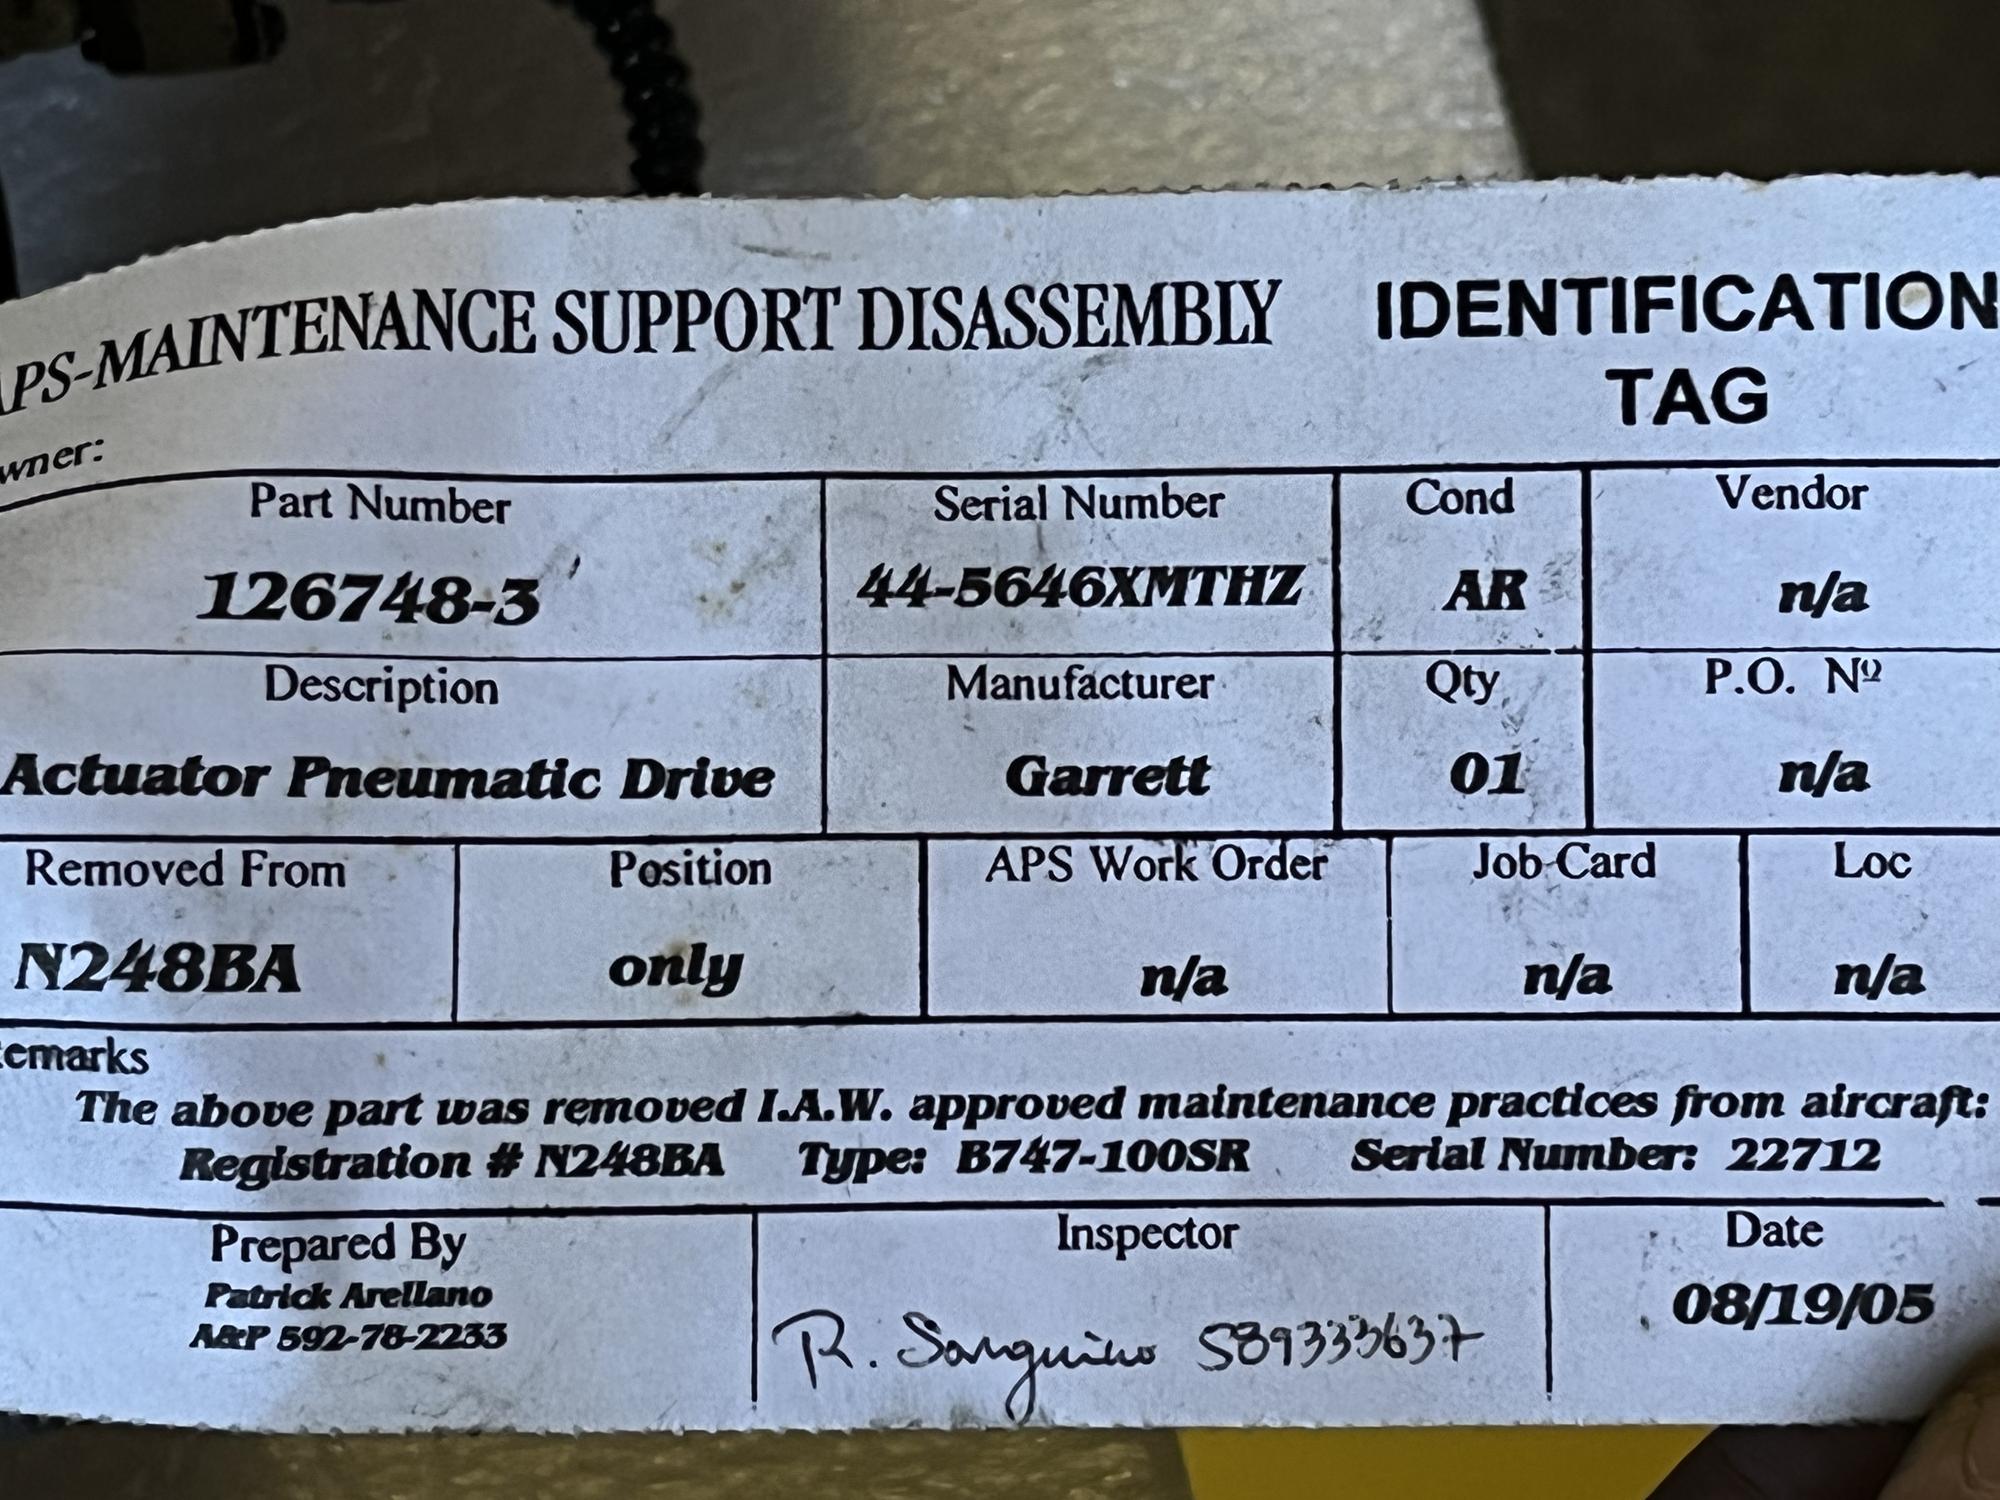 APS-MAINTENANCE SUPPORT DISASSEMBLY IDENTIFICATION TAG
wner:
Part Number Serial Number Cond Vendor
126748-3 44-5646XMTHZ AR n/a
Description Manufacturer Qty P.O. Nº
Actuator Pneumatic Drive Garrett 01 n/a
Removed From Position APS Work Order Job Card Loc
N248BA only n/a n/a n/a
emarks
The above part was removed I.A.W. approved maintenance practices from aircraft:
Registration # N248BA Type: B747-100SR Serial Number: 22712
Prepared By Inspector Date
Patrick Arellano
A&P 592-78-2233
R. Sanguino 589333637
08/19/05